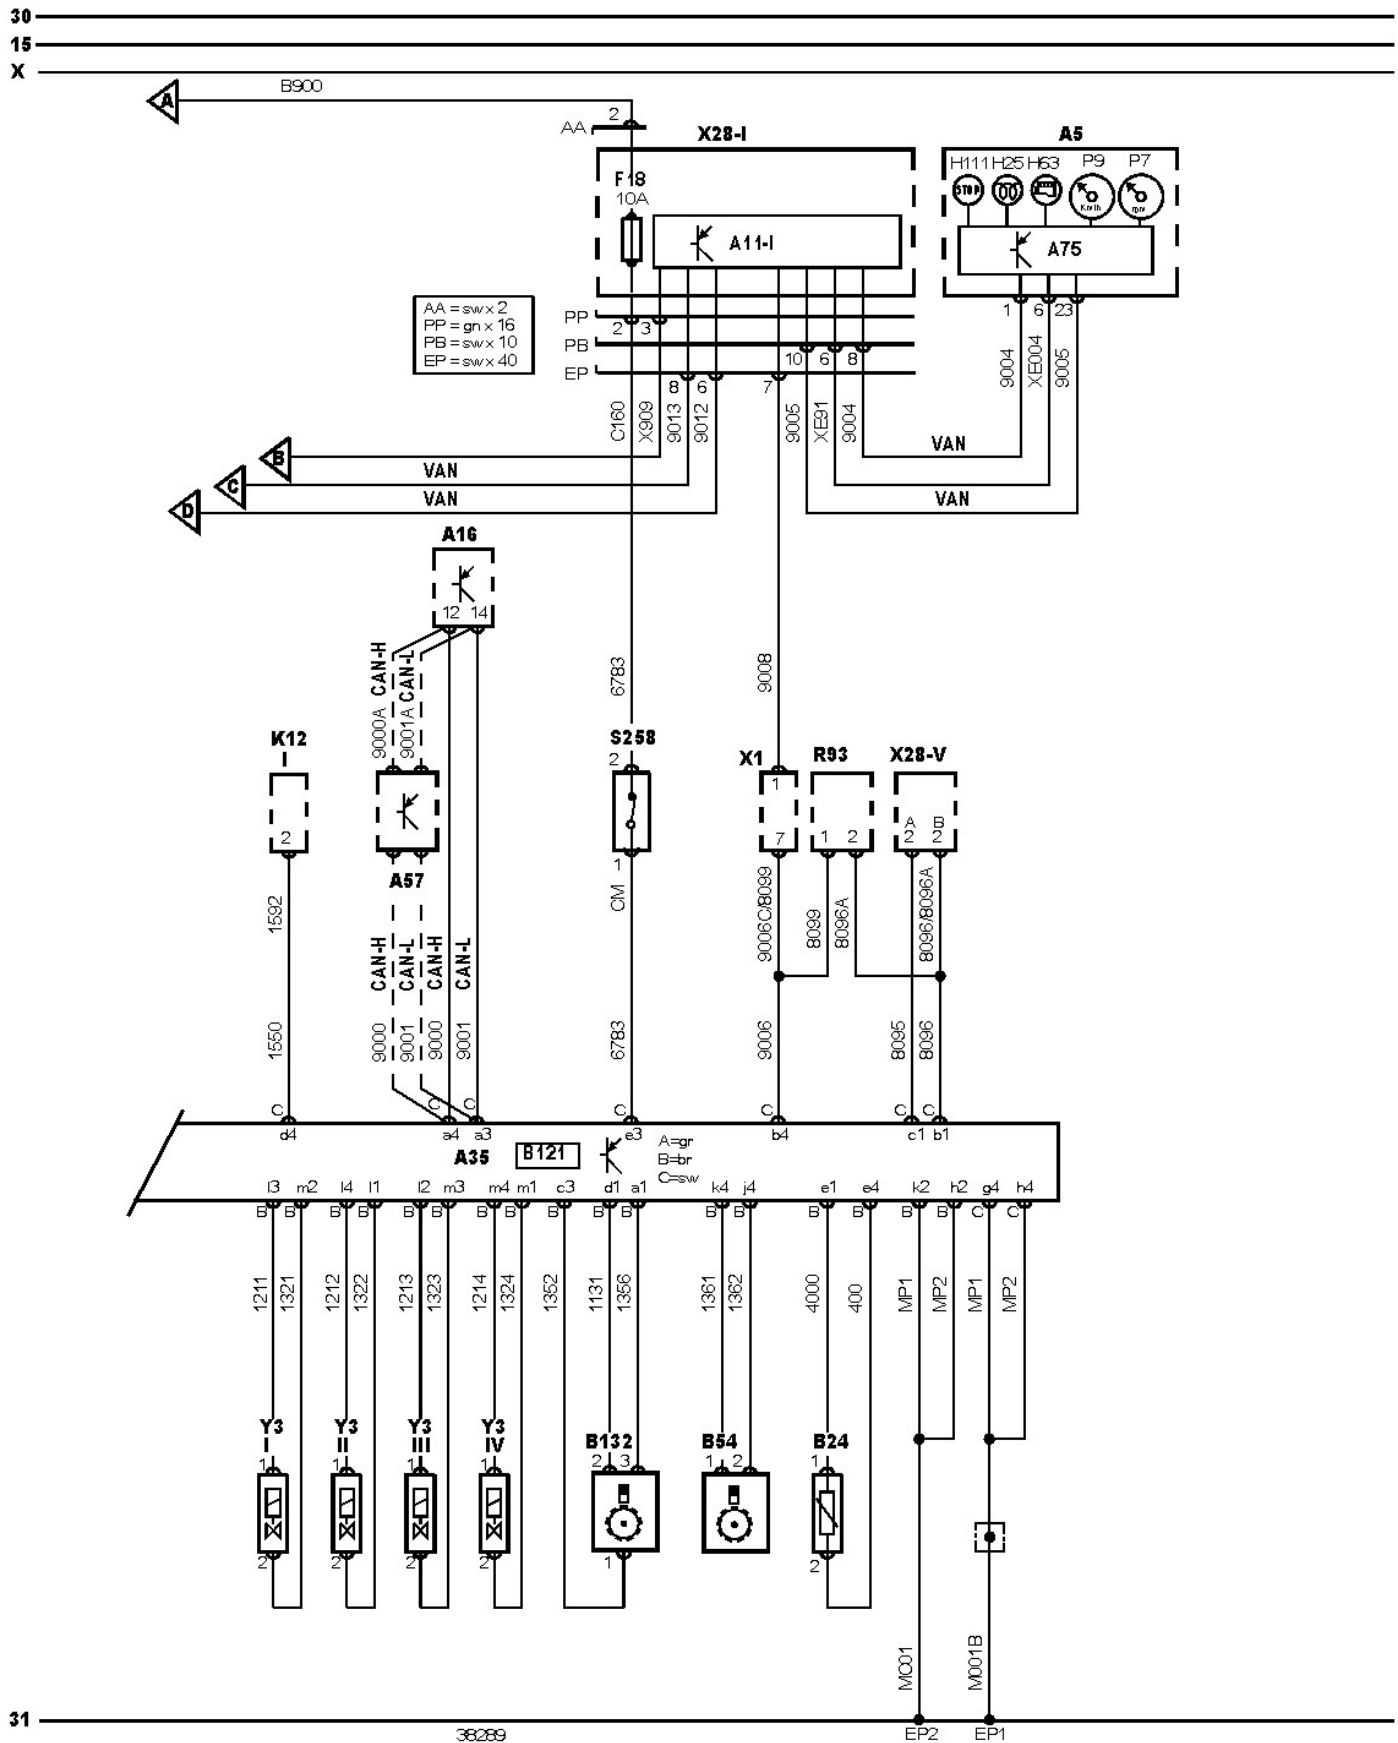 30
15
X
A
B900
2
AA
X28-I
A5
F18
10A
A11-I
H111 H25 H63 P9 P7
STOP
Km/h
rpm
A75
AA = sw x 2
PP = gn x 16
PB = sw x 10
EP = sw x 40
PP
2 3
PB
10 6 8
EP
8 6 7
1 6 23
C160
X909
9013
9012
9005
XE91
9004
9004
XE004
9005
B
VAN
C
VAN
D
VAN
VAN
A16
12 14
CAN-H
CAN-L
9000A
9001A
6783
9008
K12
I
2
A57
S258
2
1
X1
1
7
R93
1 2
X28-V
A B
2 2
1592
CAN-H
CAN-L
CAN-H
CAN-L
CM
9006C/8099
8099
8096A
8096/8096A
1550
9000
9001
9000
9001
6783
9006
8095
8096
C C C C C C C
d4 a4 a3 e3 b4 c1 b1
A35
B121
A=gr
B=br
C=sw
l3 m2 l4 l1 l2 m3 m4 m1 c3 d1 a1 k4 j4 e1 e4 k2 h2 g4 h4
B B B B B B B B B B B B B B B B B C C
1211
1321
1212
1322
1213
1323
1214
1324
1352
1131
1356
1361
1362
4000
400
MP1
MP2
MP1
MP2
Y3
I
1
2
Y3
II
1
2
Y3
III
1
2
Y3
IV
1
2
B132
2 3
1
B54
1 2
B24
1
2
MC01
M001B
31
38289
EP2
EP1